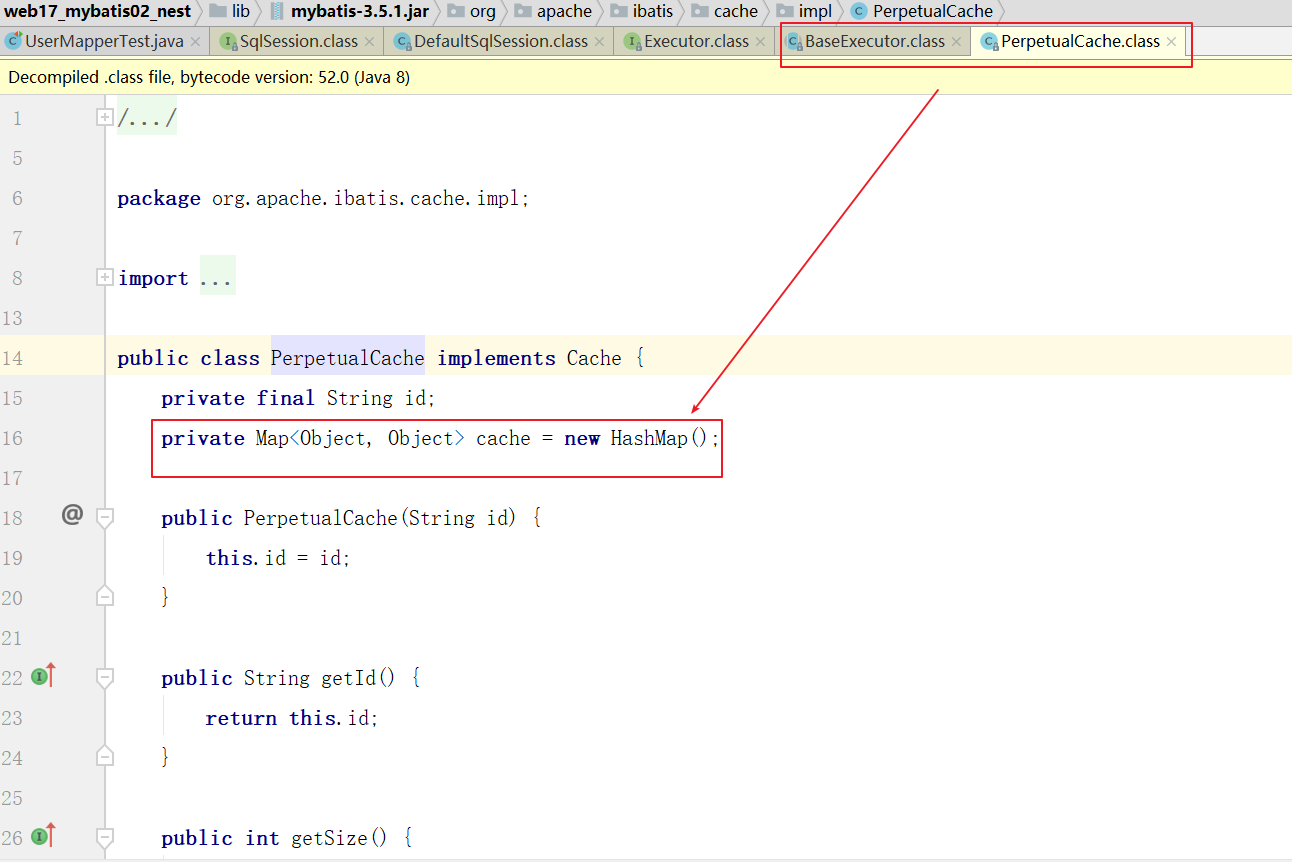 web17_mybatis02_nest lib mybatis-3.5.1.jar org apache ibatis cache impl PerpetualCache
UserMapperTest.java SqlSession.class DefaultSqlSession.class Executor.class BaseExecutor.class PerpetualCache.class
Decompiled .class file, bytecode version: 52.0 (Java 8)
1 /.../
5
6 package org.apache.ibatis.cache.impl;
7
8 import ...
13
14 public class PerpetualCache implements Cache {
15 private final String id;
16 private Map<Object, Object> cache = new HashMap();
17
18 @ public PerpetualCache(String id) {
19 this.id = id;
20 }
21
22 public String getId() {
23 return this.id;
24 }
25
26 public int getSize() {